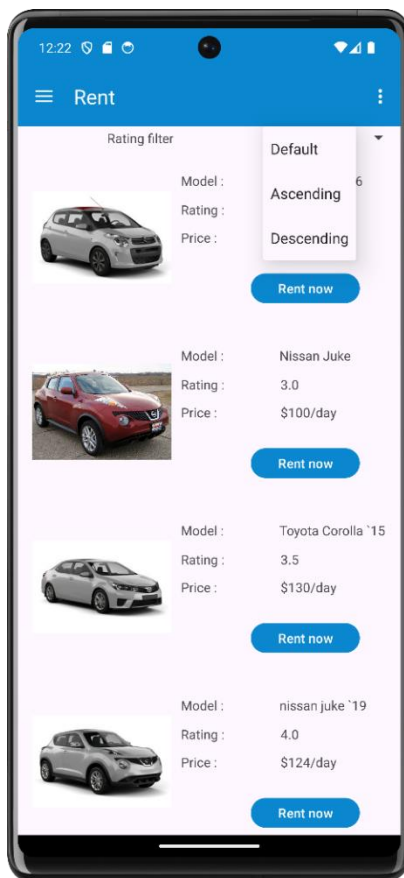 12:22
Rent
Rating filter
Default
Ascending
Descending
Model : 6
Rating :
Price :
Rent now
Model : Nissan Juke
Rating : 3.0
Price : $100/day
Rent now
Model : Toyota Corolla `15
Rating : 3.5
Price : $130/day
Rent now
Model : nissan juke `19
Rating : 4.0
Price : $124/day
Rent now